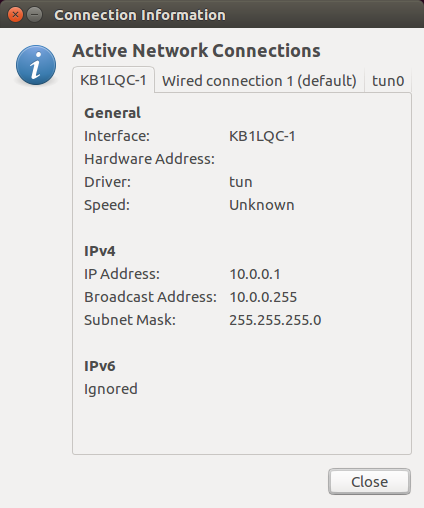 Connection Information
Active Network Connections
KB1LQC-1 Wired connection 1 (default) tun0
General
Interface: KB1LQC-1
Hardware Address:
Driver: tun
Speed: Unknown
IPv4
IP Address: 10.0.0.1
Broadcast Address: 10.0.0.255
Subnet Mask: 255.255.255.0
IPv6
Ignored
Close